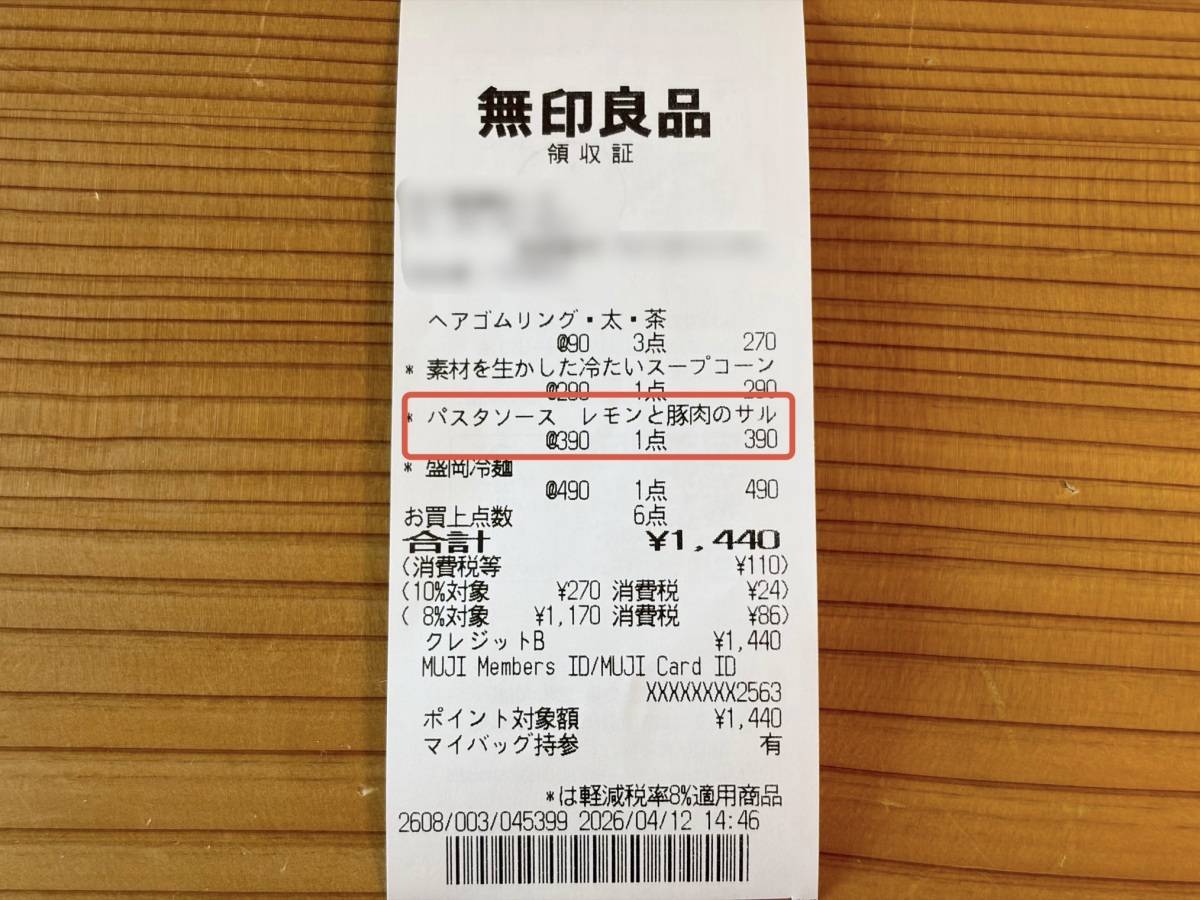 無印良品
領収証
ヘアゴムリング・太・茶
@90 3点 270
* 素材を生かした冷たいスープコーン
@290 1点 290
* パスタソース レモンと豚肉のサル
@390 1点 390
* 盛岡冷麺
@490 1点 490
お買上点数 6点
合計 ¥1,440
(消費税等 ¥110)
(10%対象 ¥270 消費税 ¥24)
( 8%対象 ¥1,170 消費税 ¥86)
クレジットB ¥1,440
MUJI Members ID/MUJI Card ID
XXXXXXXX2563
ポイント対象額 ¥1,440
マイバッグ持参 有
*は軽減税率8%適用商品
2608/003/045399 2026/04/12 14:46